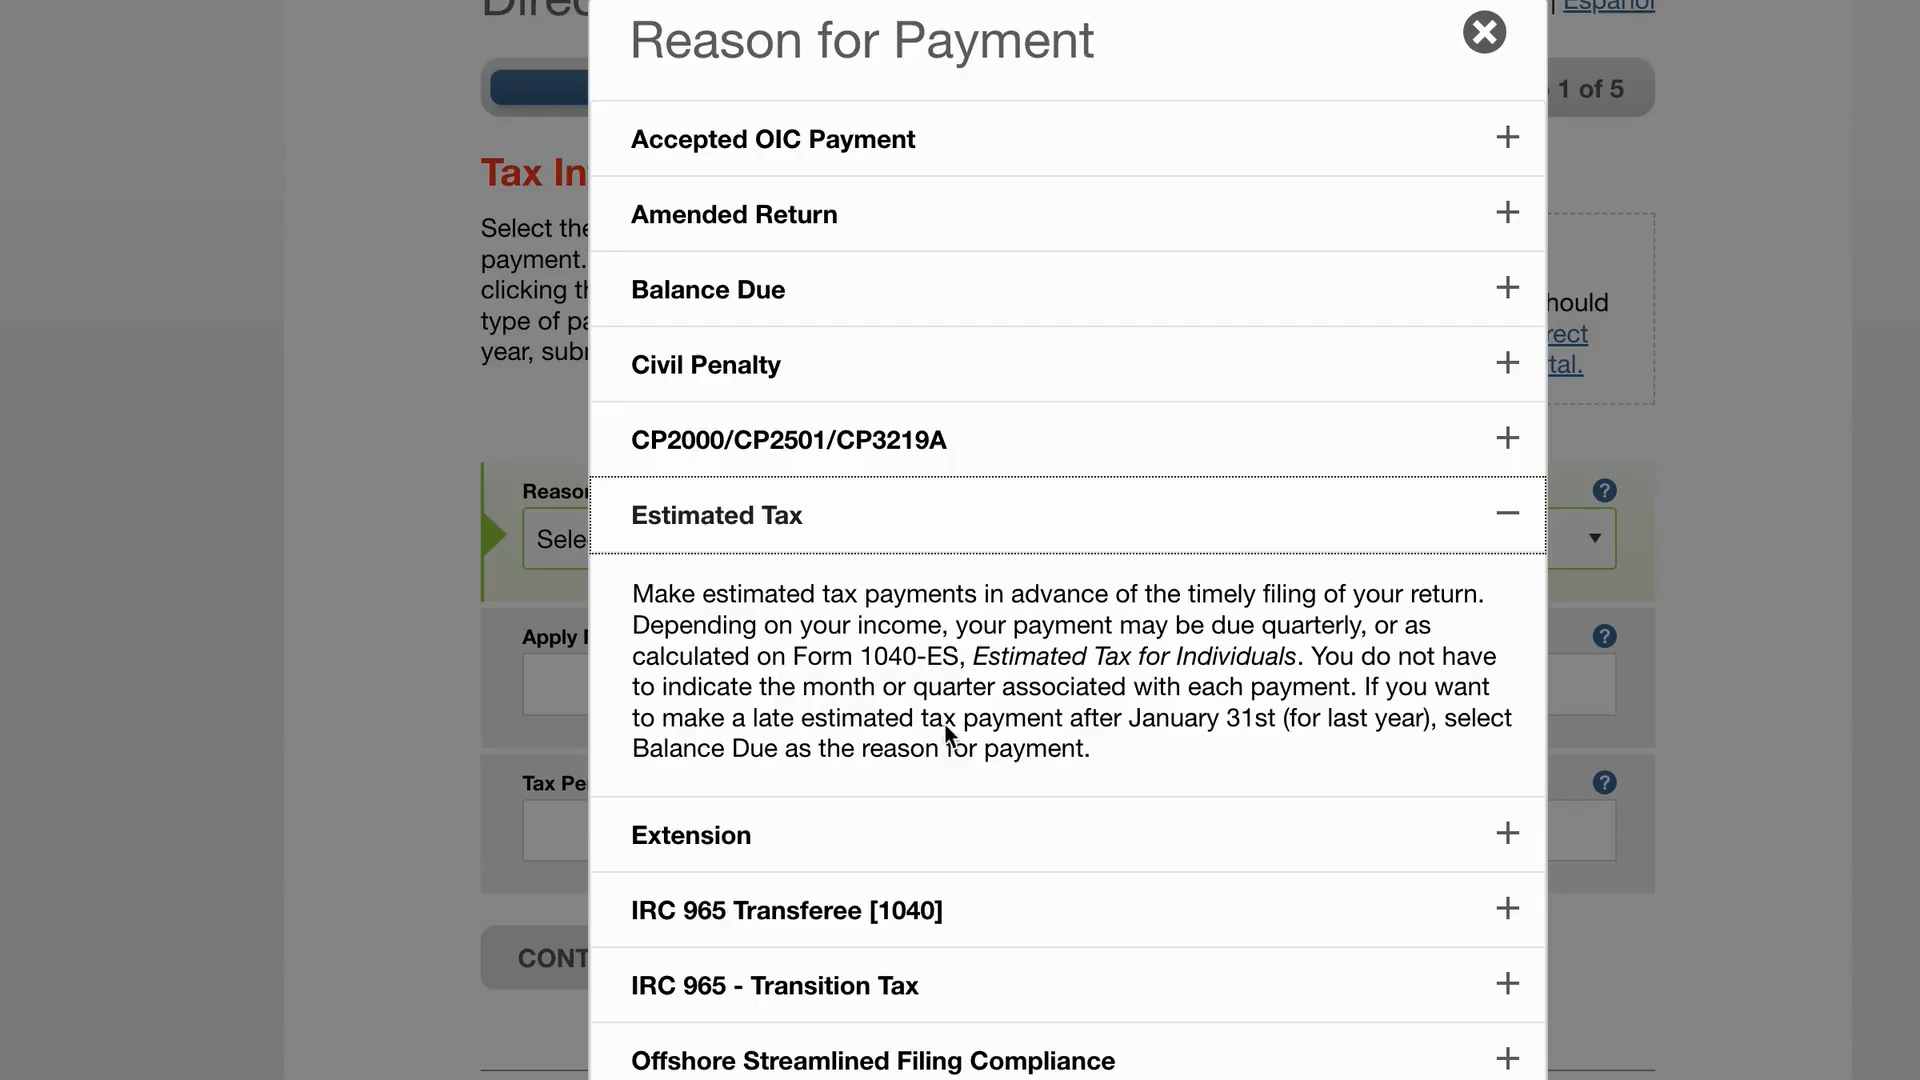 Direc
| Español
Reason for Payment
1 of 5
Accepted OIC Payment
Tax In
Amended Return
Select the
payment.
clicking th
type of pa
year, subm
Balance Due
hould
rect
tal.
Civil Penalty
CP2000/CP2501/CP3219A
Reason
?
Estimated Tax
Sele
Make estimated tax payments in advance of the timely filing of your return.
Depending on your income, your payment may be due quarterly, or as
calculated on Form 1040-ES, Estimated Tax for Individuals. You do not have
to indicate the month or quarter associated with each payment. If you want
to make a late estimated tax payment after January 31st (for last year), select
Balance Due as the reason for payment.
Apply P
?
Tax Pe
?
Extension
IRC 965 Transferee [1040]
CONT
IRC 965 - Transition Tax
Offshore Streamlined Filing Compliance